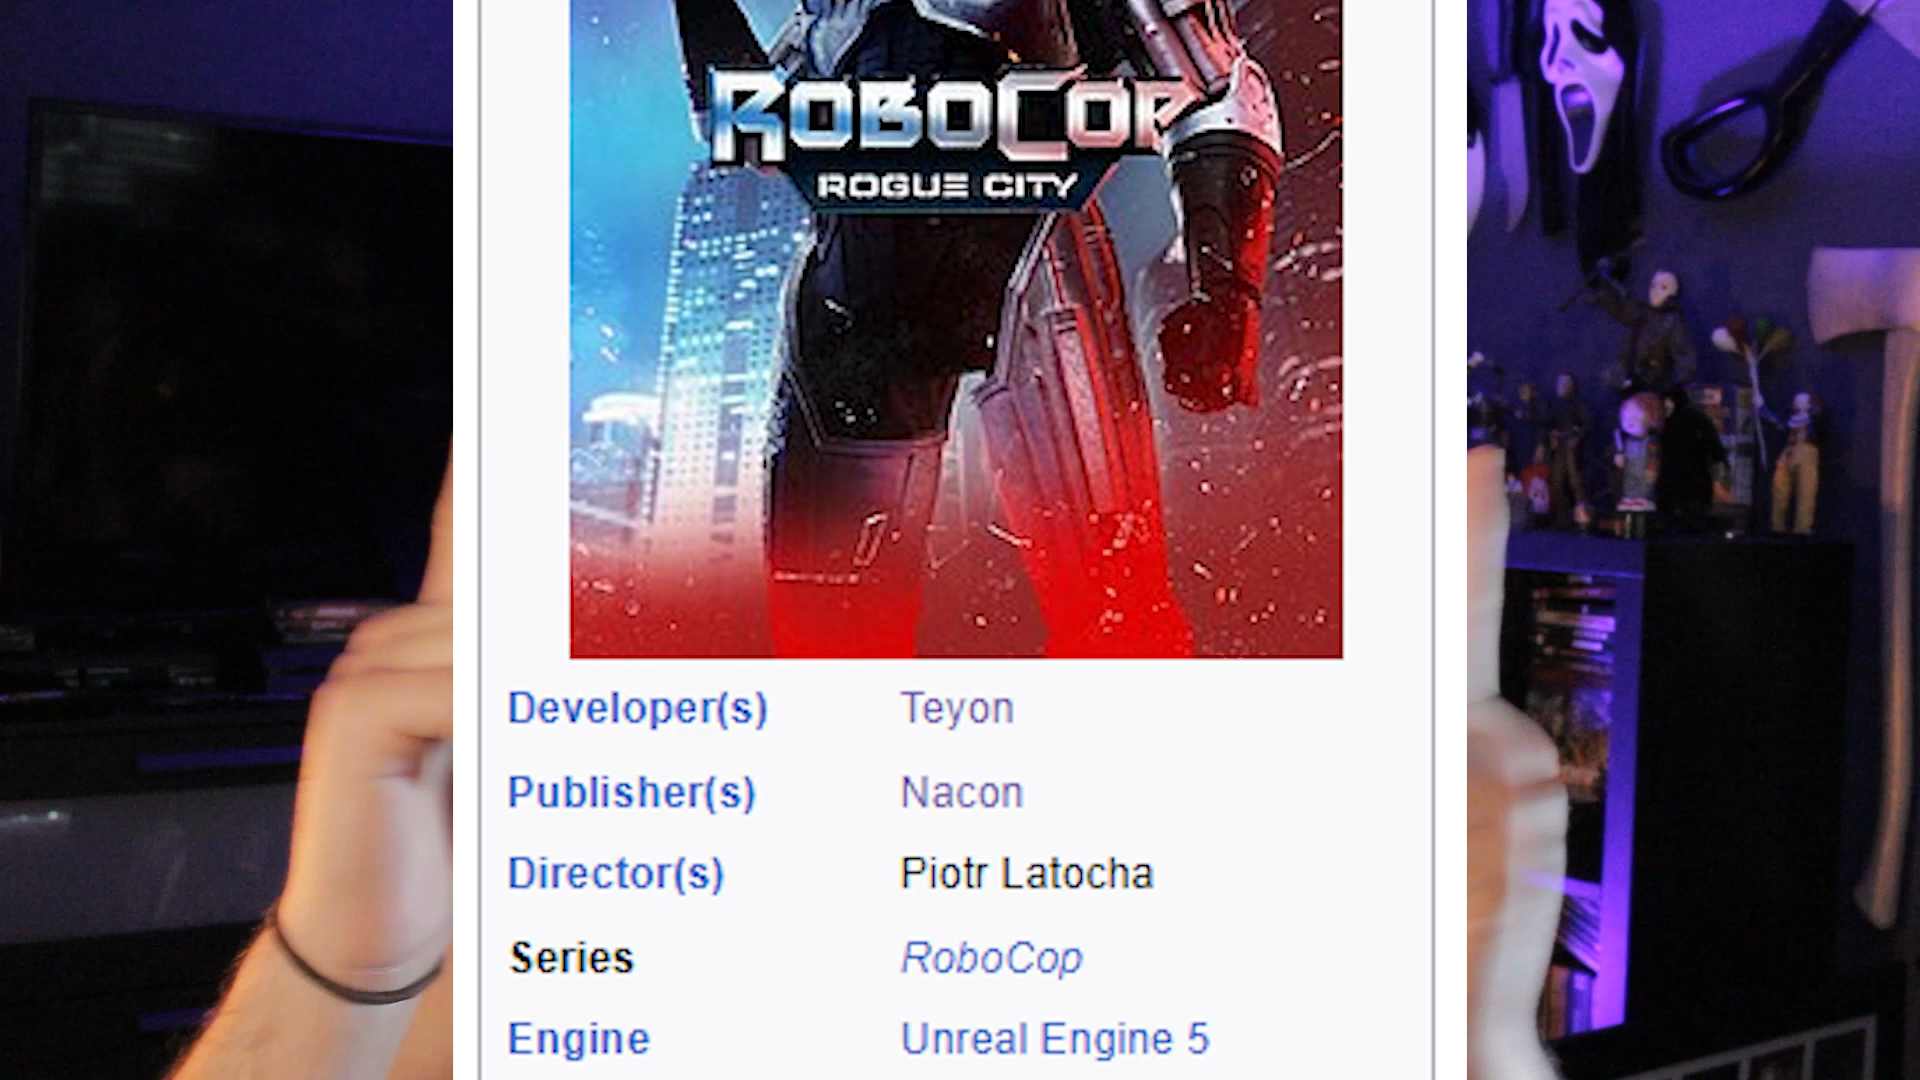 ROBOCOP
ROGUE CITY
Developer(s) Teyon
Publisher(s) Nacon
Director(s) Piotr Latocha
Series RoboCop
Engine Unreal Engine 5